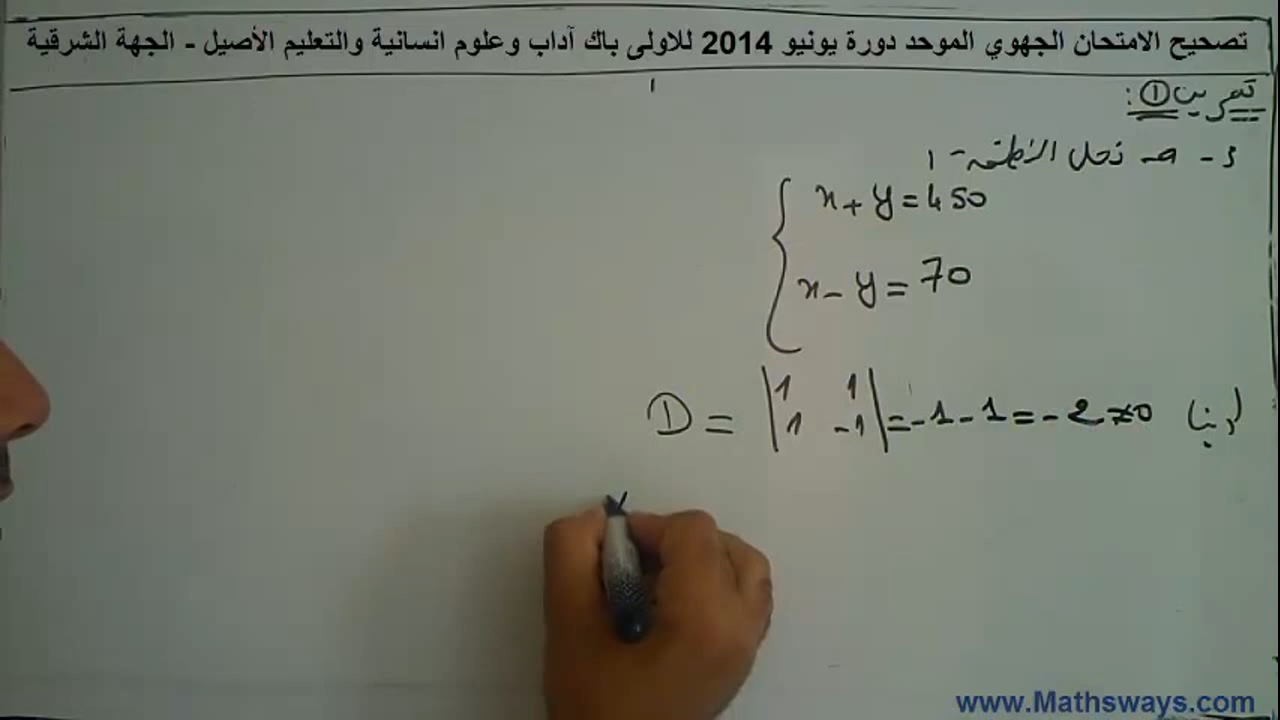 تصحيح الامتحان الجهوي الموحد دورة يونيو 2014 للاولى باك آداب وعلوم انسانية والتعليم الأصيل - الجهة الشرقية
تمرين ①:
3 - a - نحل النظمة:
x + y = 450
x - y = 70
لدينا D = |1 1| = -1 - 1 = -2 ≠ 0
|1 -1|
www.Mathsways.com